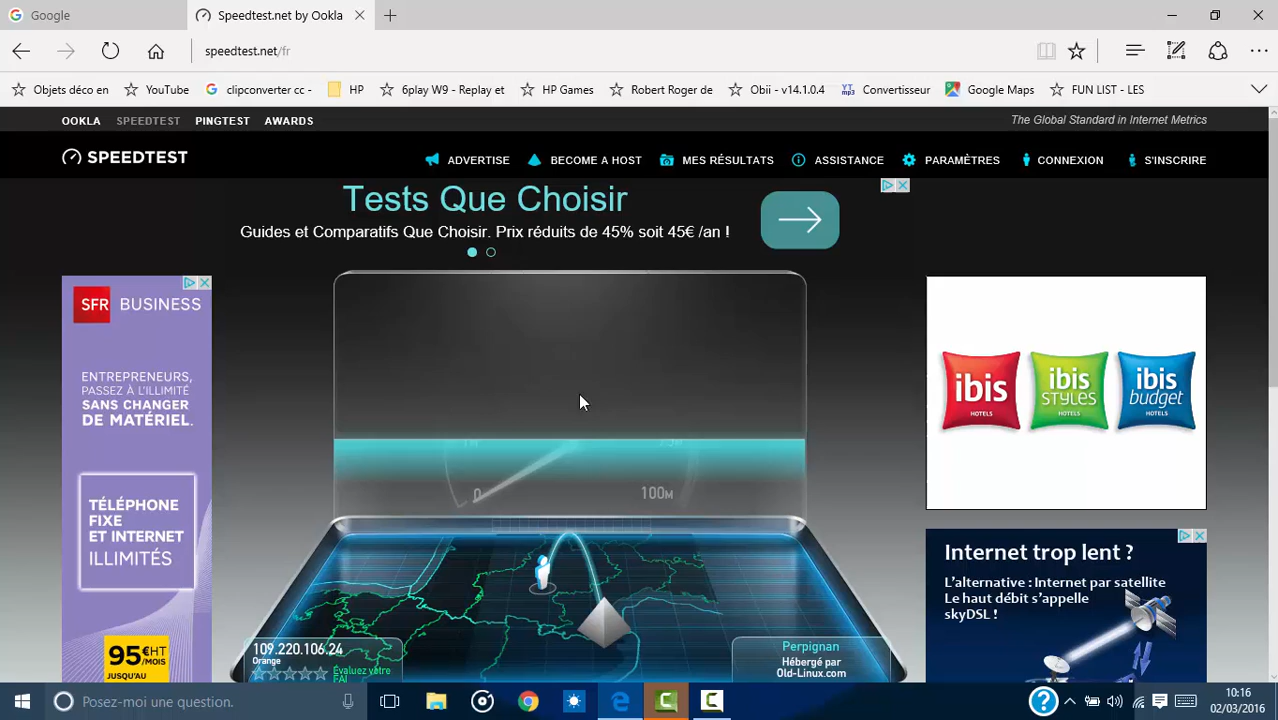 Google
Speedtest.net by Ookla
speedtest.net/fr
Objets déco en
YouTube
clip converter cc -
HP
6play W9 - Replay et
HP Games
Robert Roger de
Obii - v14.1.0.4
Convertisseur
Google Maps
FUN LIST - LES
OOKLA
SPEEDTEST
PINGTEST
AWARDS
The Global Standard in Internet Metrics
SPEEDTEST
ADVERTISE
BECOME A HOST
MES RÉSULTATS
ASSISTANCE
PARAMÈTRES
CONNEXION
S'INSCRIRE
Tests Que Choisir
Guides et Comparatifs Que Choisir. Prix réduits de 45% soit 45€ /an !
SFR BUSINESS
ENTREPRENEURS,
PASSEZ À L'ILLIMITÉ
SANS CHANGER
DE MATÉRIEL.
TÉLÉPHONE
FIXE
ET INTERNET
ILLIMITÉS
95€HT
/MOIS
JUSQU'AU
0
100M
109.220.106.24
Orange
Évaluez votre
FAI
Perpignan
Hébergé par
Old-Linux.com
ibis
HOTELS
ibis
STYLES
HOTELS
ibis
budget
HOTELS
Internet trop lent ?
L'alternative : Internet par satellite
Le haut débit s'appelle
skyDSL !
Posez-moi une question.
10:16
02/03/2016